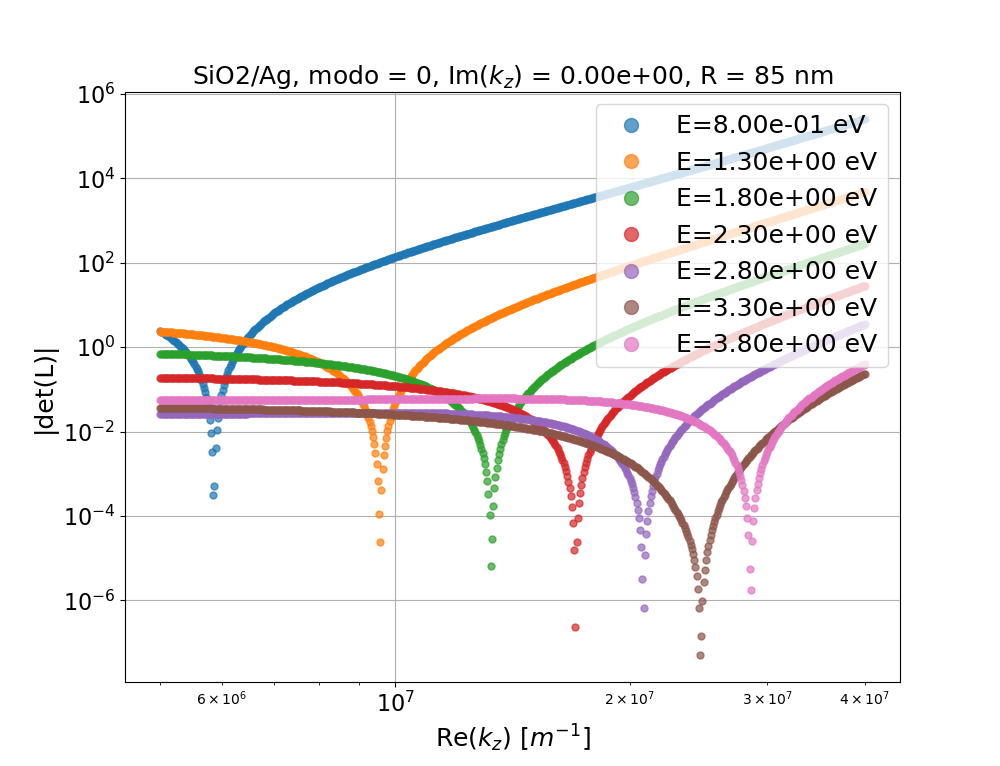 SiO2/Ag, modo = 0, Im(k_z) = 0.00e+00, R = 85 nm
10^6
10^4
10^2
10^0
10^−2
10^−4
10^−6
|det(L)|
E=8.00e-01 eV
E=1.30e+00 eV
E=1.80e+00 eV
E=2.30e+00 eV
E=2.80e+00 eV
E=3.30e+00 eV
E=3.80e+00 eV
6 × 10^6
10^7
2 × 10^7
3 × 10^7
4 × 10^7
Re(k_z) [m^−1]